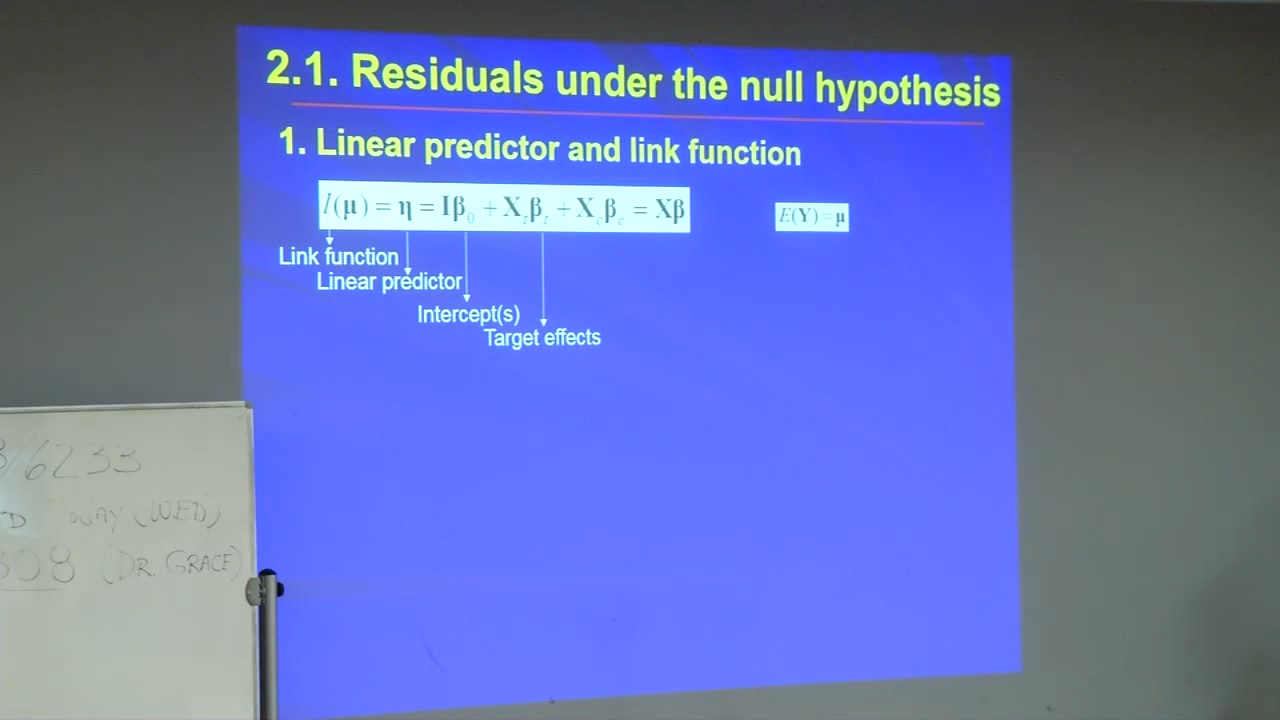 2.1. Residuals under the null hypothesis
1. Linear predictor and link function
l(μ) = η = Iβ₀ + Xₜβₜ + X꜀β꜀ = Xβ
E(Y) = μ
Link function
Linear predictor
Intercept(s)
Target effects
/6233
(WED)
08 (DR. GRACE)